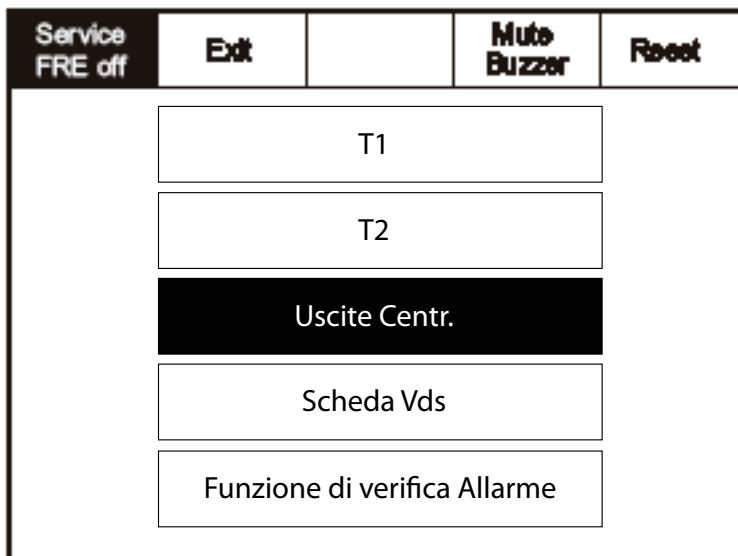 Service
FRE off
Exit
Mute
Buzzer
Reset
T1
T2
Uscite Centr.
Scheda Vds
Funzione di verifica Allarme